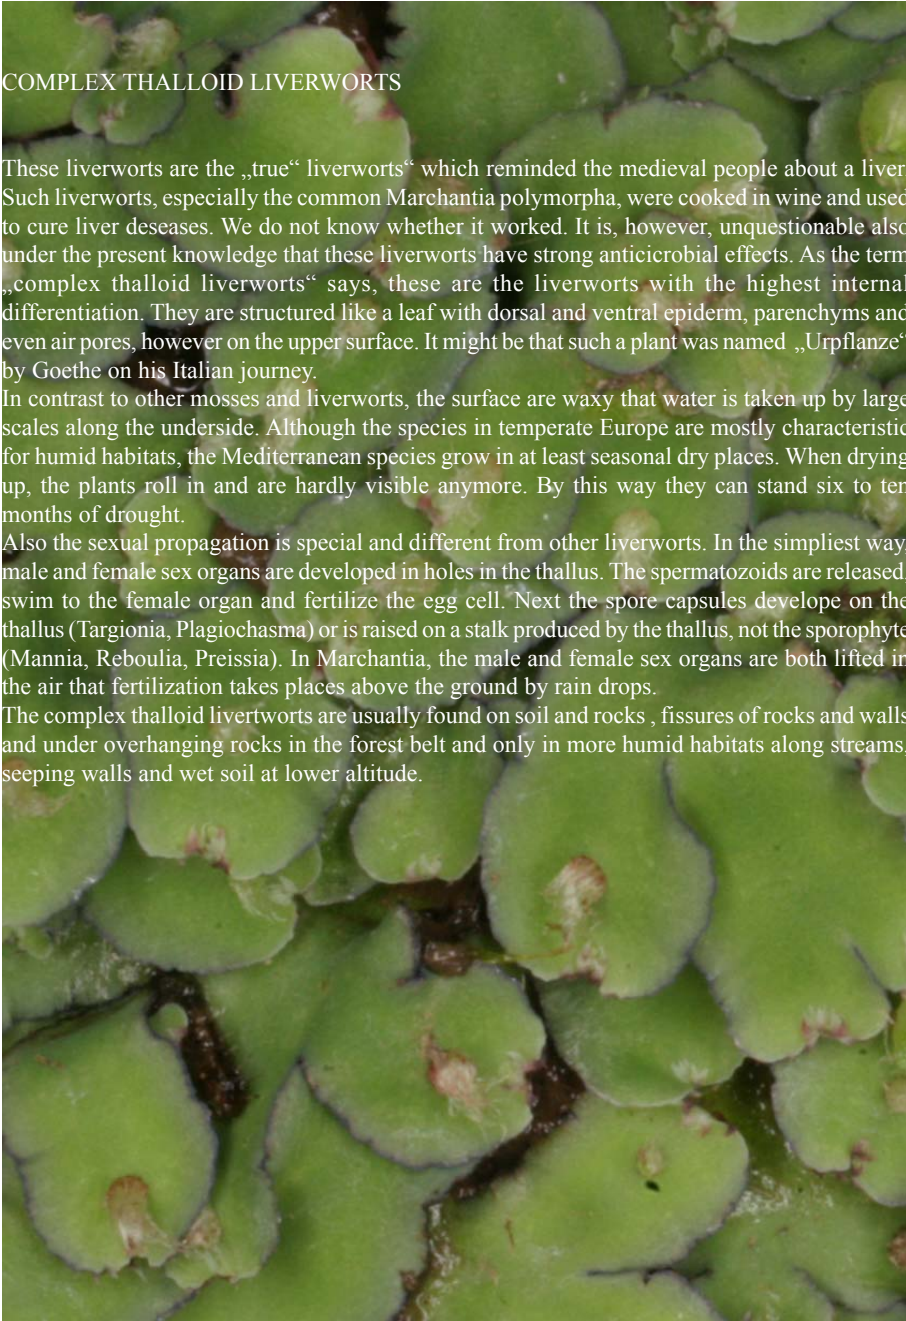 COMPLEX THALLOID LIVERWORTS
These liverworts are the „true“ liverworts“ which reminded the medieval people about a liver
Such liverworts, especially the common Marchantia polymorpha, were cooked in wine and used
to cure liver deseases. We do not know whether it worked. It is, however, unquestionable also
under the present knowledge that these liverworts have strong anticicrobial effects. As the term
„complex thalloid liverworts“ says, these are the liverworts with the highest internal
differentiation. They are structured like a leaf with dorsal and ventral epiderm, parenchyms and
even air pores, however on the upper surface. It might be that such a plant was named „Urpflanze“
by Goethe on his Italian journey.
In contrast to other mosses and liverworts, the surface are waxy that water is taken up by large
scales along the underside. Although the species in temperate Europe are mostly characteristic
for humid habitats, the Mediterranean species grow in at least seasonal dry places. When drying
up, the plants roll in and are hardly visible anymore. By this way they can stand six to ten
months of drought.
Also the sexual propagation is special and different from other liverworts. In the simpliest way,
male and female sex organs are developed in holes in the thallus. The spermatozoids are released,
swim to the female organ and fertilize the egg cell. Next the spore capsules develope on the
thallus (Targionia, Plagiochasma) or is raised on a stalk produced by the thallus, not the sporophyte
(Mannia, Reboulia, Preissia). In Marchantia, the male and female sex organs are both lifted in
the air that fertilization takes places above the ground by rain drops.
The complex thalloid livertworts are usually found on soil and rocks , fissures of rocks and walls
and under overhanging rocks in the forest belt and only in more humid habitats along streams,
seeping walls and wet soil at lower altitude.